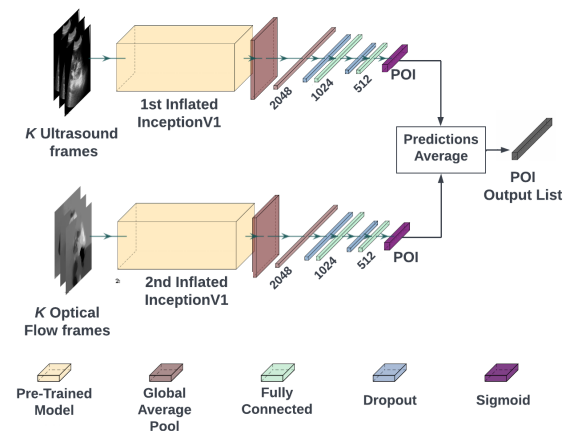 K Ultrasound
frames
1st Inflated
InceptionV1
2048
1024
512
POI
Predictions
Average
POI
Output List
K Optical
Flow frames
2nd Inflated
InceptionV1
2048
1024
512
POI
Pre-Trained
Model
Global
Average
Pool
Fully
Connected
Dropout
Sigmoid